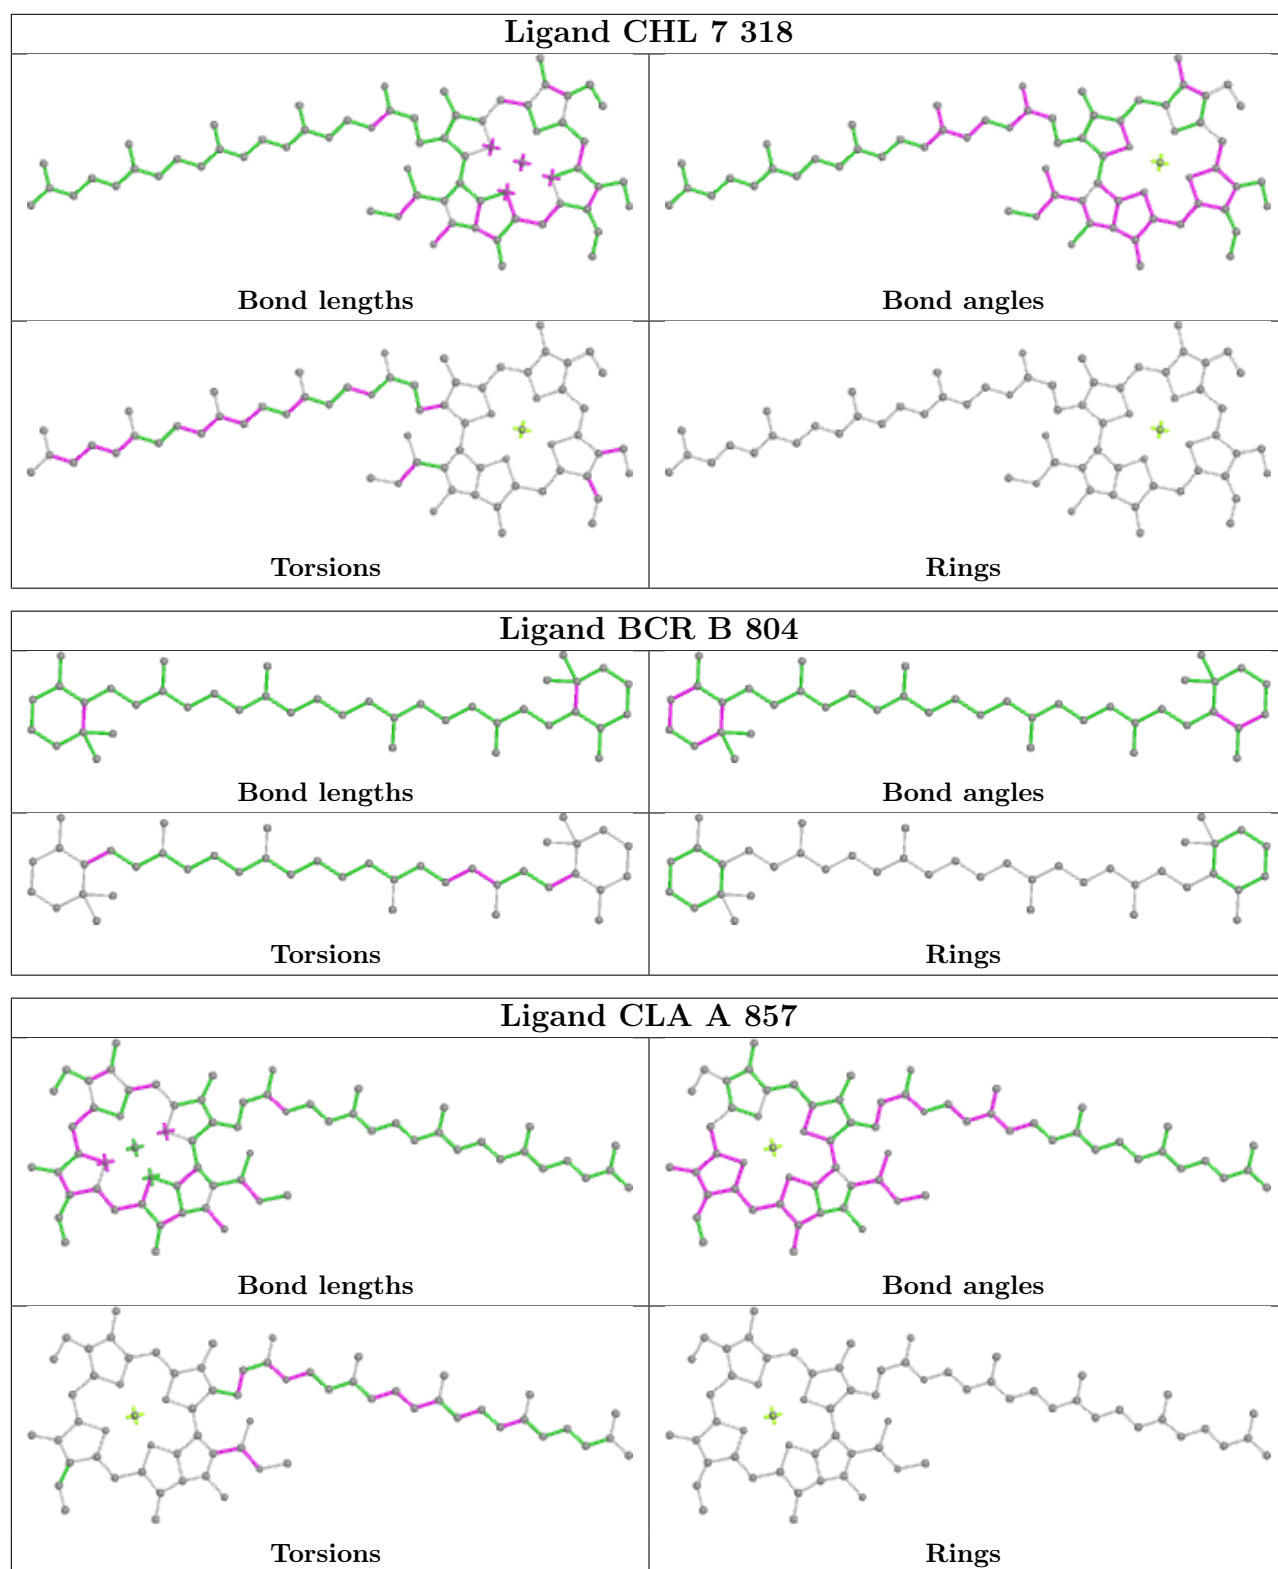 Ligand CHL 7 318
Bond lengths
Bond angles
Torsions
Rings
Ligand BCR B 804
Bond lengths
Bond angles
Torsions
Rings
Ligand CLA A 857
Bond lengths
Bond angles
Torsions
Rings